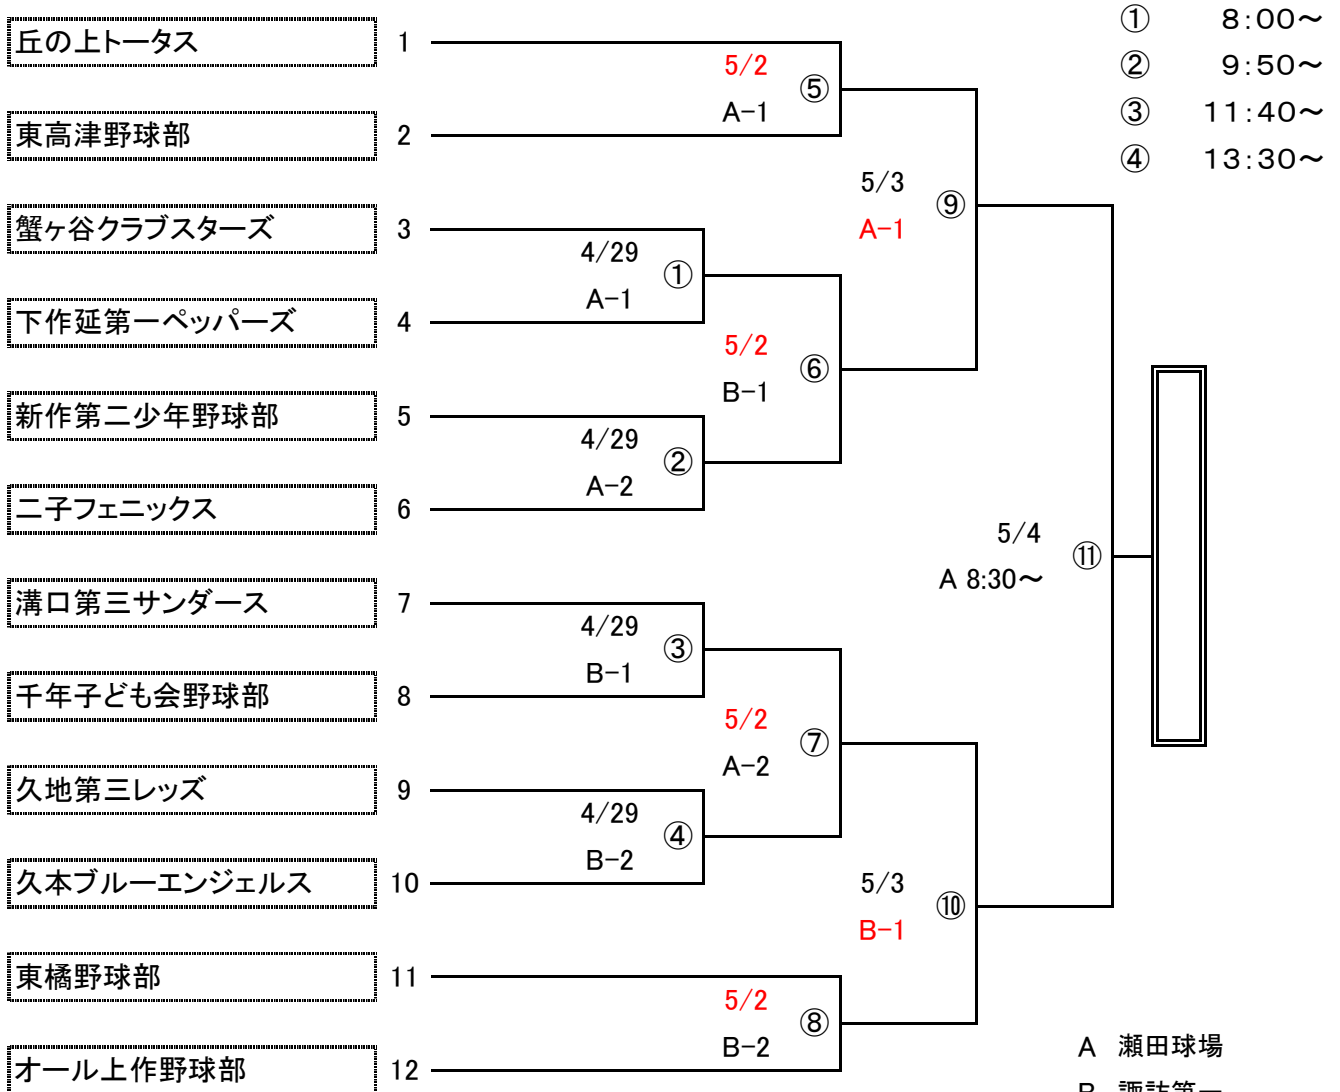 丘の上トータス 1
5/2 ⑤
A-1
東高津野球部 2
蟹ヶ谷クラブスターズ 3
4/29 ①
A-1
下作延第一ペッパーズ 4
5/2 ⑥
B-1
新作第二少年野球部 5
4/29 ②
A-2
二子フェニックス 6
5/3 ⑨
A-1
溝口第三サンダース 7
4/29 ③
B-1
千年子ども会野球部 8
5/2 ⑦
A-2
久地第三レッズ 9
4/29 ④
B-2
久本ブルーエンジェルス 10
5/3 ⑩
B-1
東橘野球部 11
5/2 ⑧
B-2
オール上作野球部 12
5/4 ⑪
A 8:30～
① 8:00～
② 9:50～
③ 11:40～
④ 13:30～
A 瀬田球場
B 諏訪第一